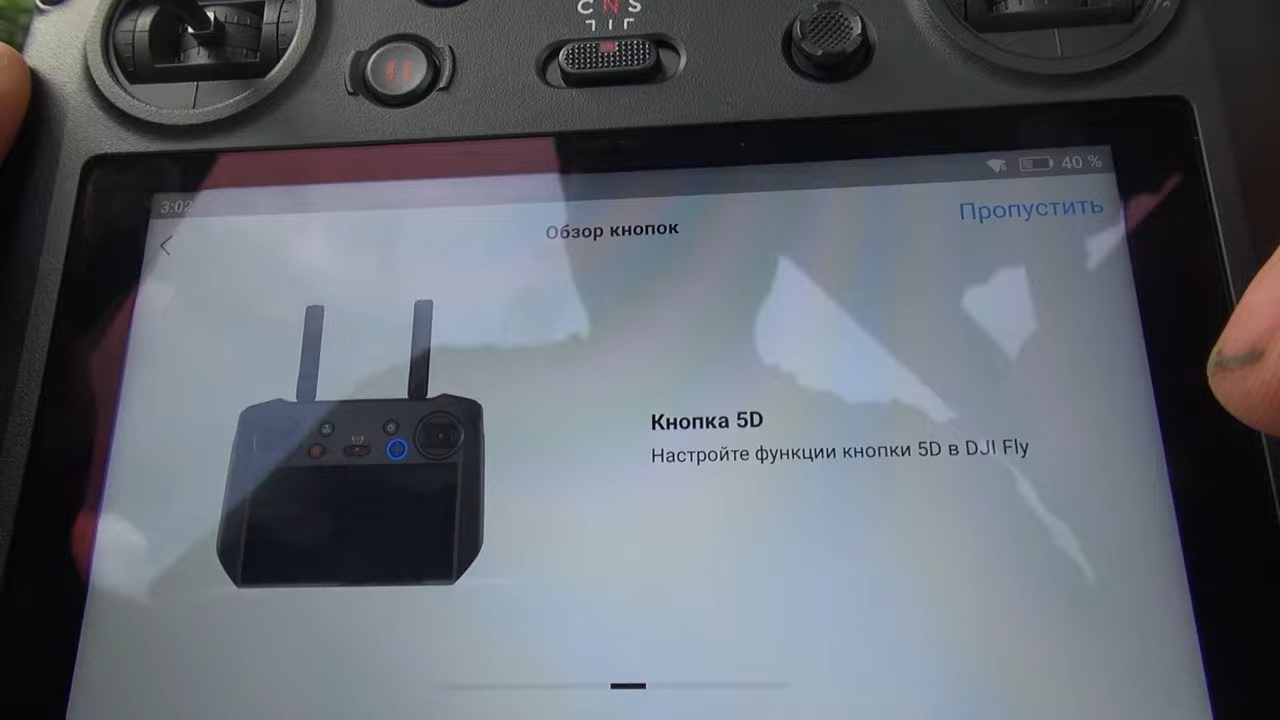 C N S
3:02
40 %
Обзор кнопок
Пропустить
Кнопка 5D
Настройте функции кнопки 5D в DJI Fly